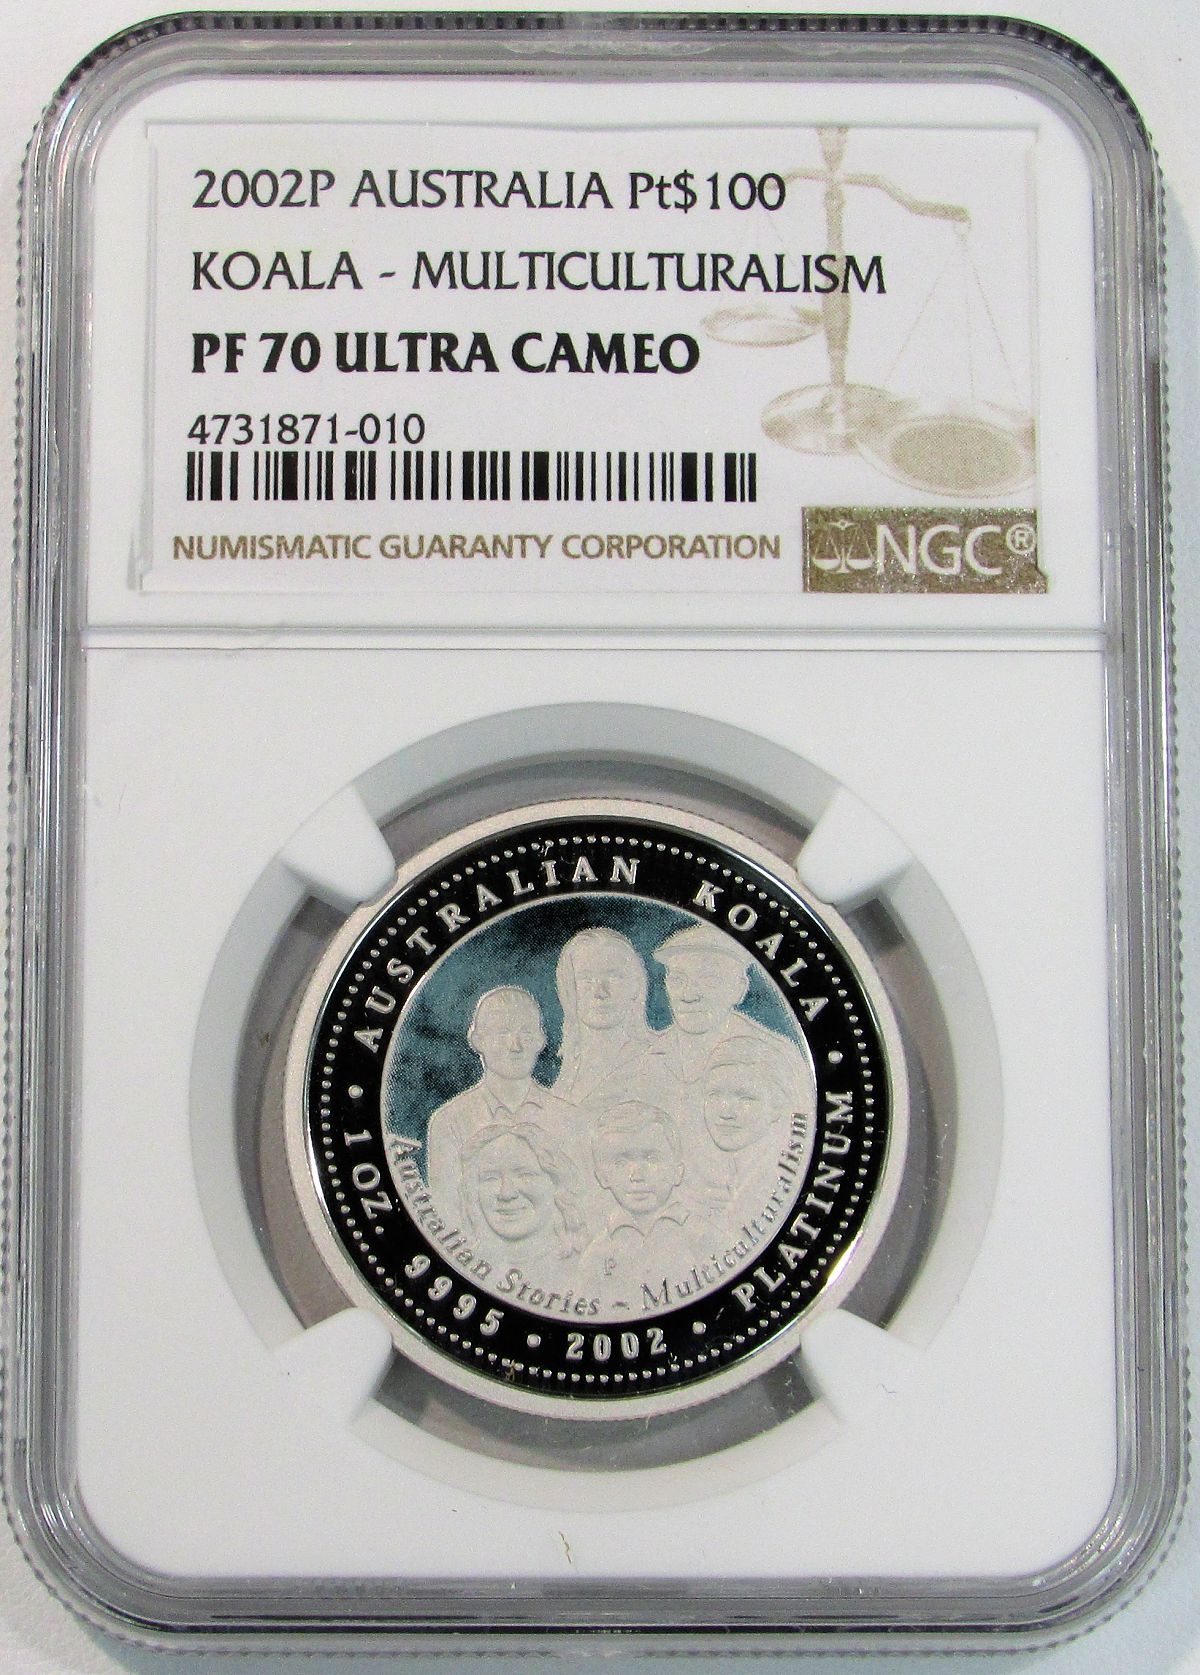 2002P AUSTRALIA Pt$100
KOALA - MULTICULTURALISM
PF 70 ULTRA CAMEO
4731871-010
NUMISMATIC GUARANTY CORPORATION
NGC®
AUSTRALIAN KOALA
• 1 OZ. 9995 • 2002 • PLATINUM •
Australian Stories ~ Multiculturalism
P